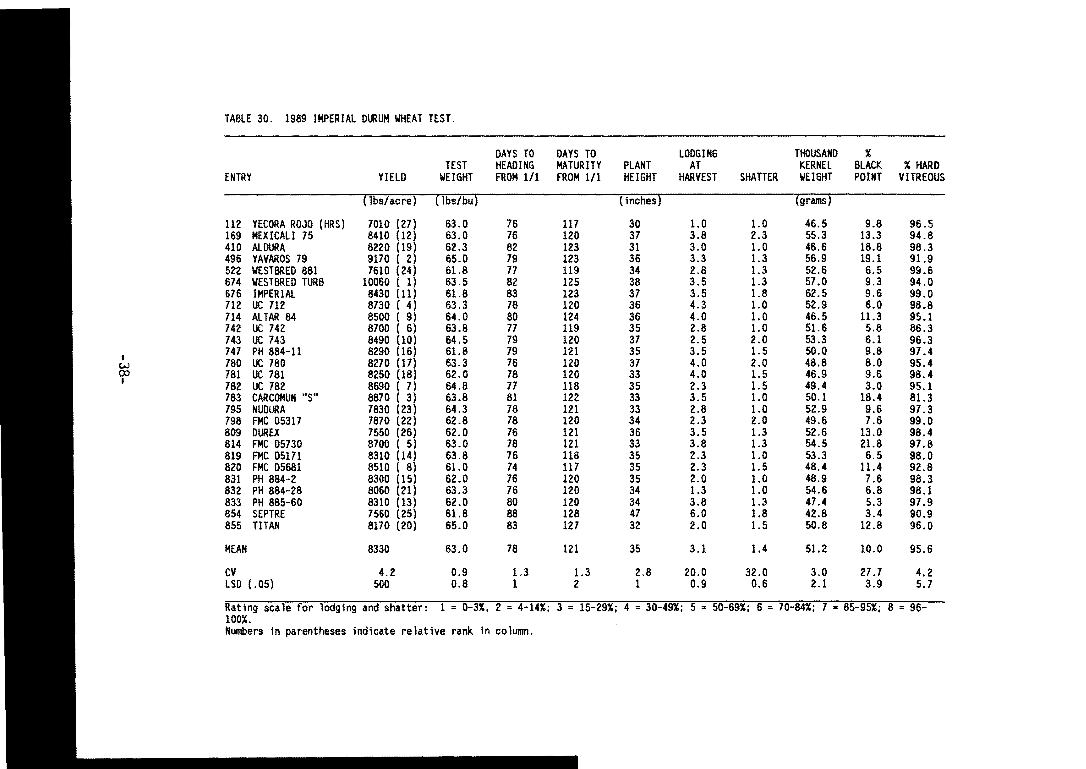 TABLE 30. 1989 IMPERIAL DURUM WHEAT TEST.
DAYS TO DAYS TO LODGING THOUSAND %
TEST HEADING MATURITY PLANT AT KERNEL BLACK % HARD
ENTRY YIELD WEIGHT FROM 1/1 FROM 1/1 HEIGHT HARVEST SHATTER WEIGHT POINT VITREOUS
(lbs/acre) (lbs/bu) (inches) (grams)
112 YECORA ROJO (HRS) 7010 (27) 63.0 76 117 30 1.0 1.0 46.5 9.8 96.5
169 MEXICALI 75 8410 (12) 63.0 76 120 37 3.8 2.3 55.3 13.3 94.8
410 ALDURA 8220 (19) 62.3 82 123 31 3.0 1.0 46.6 18.8 98.3
496 YAVAROS 79 9170 ( 2) 65.0 79 123 36 3.3 1.3 56.9 19.1 91.9
522 WESTBRED 881 7610 (24) 61.8 77 119 34 2.8 1.3 52.6 6.5 99.6
674 WESTBRED TURB 10060 ( 1) 63.5 82 125 38 3.5 1.3 57.0 9.3 94.0
676 IMPERIAL 8430 (11) 61.8 83 123 37 3.5 1.8 62.5 9.6 99.0
712 UC 712 8730 ( 4) 63.3 78 120 36 4.3 1.0 52.9 6.0 98.8
714 ALTAR 84 8500 ( 9) 64.0 80 124 36 4.0 1.0 46.5 11.3 95.1
742 UC 742 8700 ( 6) 63.8 77 119 35 2.8 1.0 51.6 5.8 86.3
743 UC 743 8490 (10) 64.5 79 120 37 2.5 2.0 53.3 6.1 96.3
747 PH 884-11 8290 (16) 61.8 79 121 35 3.5 1.5 50.0 9.8 97.4
780 UC 780 8270 (17) 63.3 76 120 37 4.0 2.0 48.8 8.0 95.4
781 UC 781 8250 (18) 62.0 78 120 33 4.0 1.5 46.9 9.6 98.4
782 UC 782 8690 ( 7) 64.8 77 118 35 2.3 1.5 49.4 3.0 95.1
783 CARCOMUN "S" 8870 ( 3) 63.8 81 122 33 3.5 1.0 50.1 18.4 81.3
795 NUDURA 7830 (23) 64.3 78 121 33 2.8 1.0 52.9 9.6 97.3
798 FMC D5317 7870 (22) 62.8 78 120 34 2.3 2.0 49.6 7.6 99.0
809 DUREX 7550 (26) 62.0 76 121 36 3.5 1.3 52.6 13.0 98.4
814 FMC D5730 8700 ( 5) 63.0 78 121 33 3.8 1.3 54.5 21.8 97.8
819 FMC D5171 8310 (14) 63.8 76 118 35 2.3 1.0 53.3 6.5 98.0
820 FMC D5681 8510 ( 8) 61.0 74 117 35 2.3 1.5 48.4 11.4 92.8
831 PH 884-2 8300 (15) 62.0 76 120 35 2.0 1.0 48.9 7.6 98.3
832 PH 884-28 8060 (21) 63.3 76 120 34 1.3 1.0 54.6 6.8 98.1
833 PH 885-60 8310 (13) 62.0 80 120 34 3.8 1.3 47.4 5.3 97.9
854 SEPTRE 7560 (25) 61.8 88 128 47 6.0 1.8 42.8 3.4 90.9
855 TITAN 8170 (20) 65.0 83 127 32 2.0 1.5 50.8 12.8 96.0
MEAN 8330 63.0 78 121 35 3.1 1.4 51.2 10.0 95.6
CV 4.2 0.9 1.3 1.3 2.8 20.0 32.0 3.0 27.7 4.2
LSD (.05) 500 0.8 1 2 1 0.9 0.6 2.1 3.9 5.7
Rating scale for lodging and shatter: 1 = 0-3%, 2 = 4-14%; 3 = 15-29%; 4 = 30-49%; 5 = 50-69%; 6 = 70-84%; 7 = 85-95%; 8 = 96-
100%.
Numbers in parentheses indicate relative rank in column.
-38-